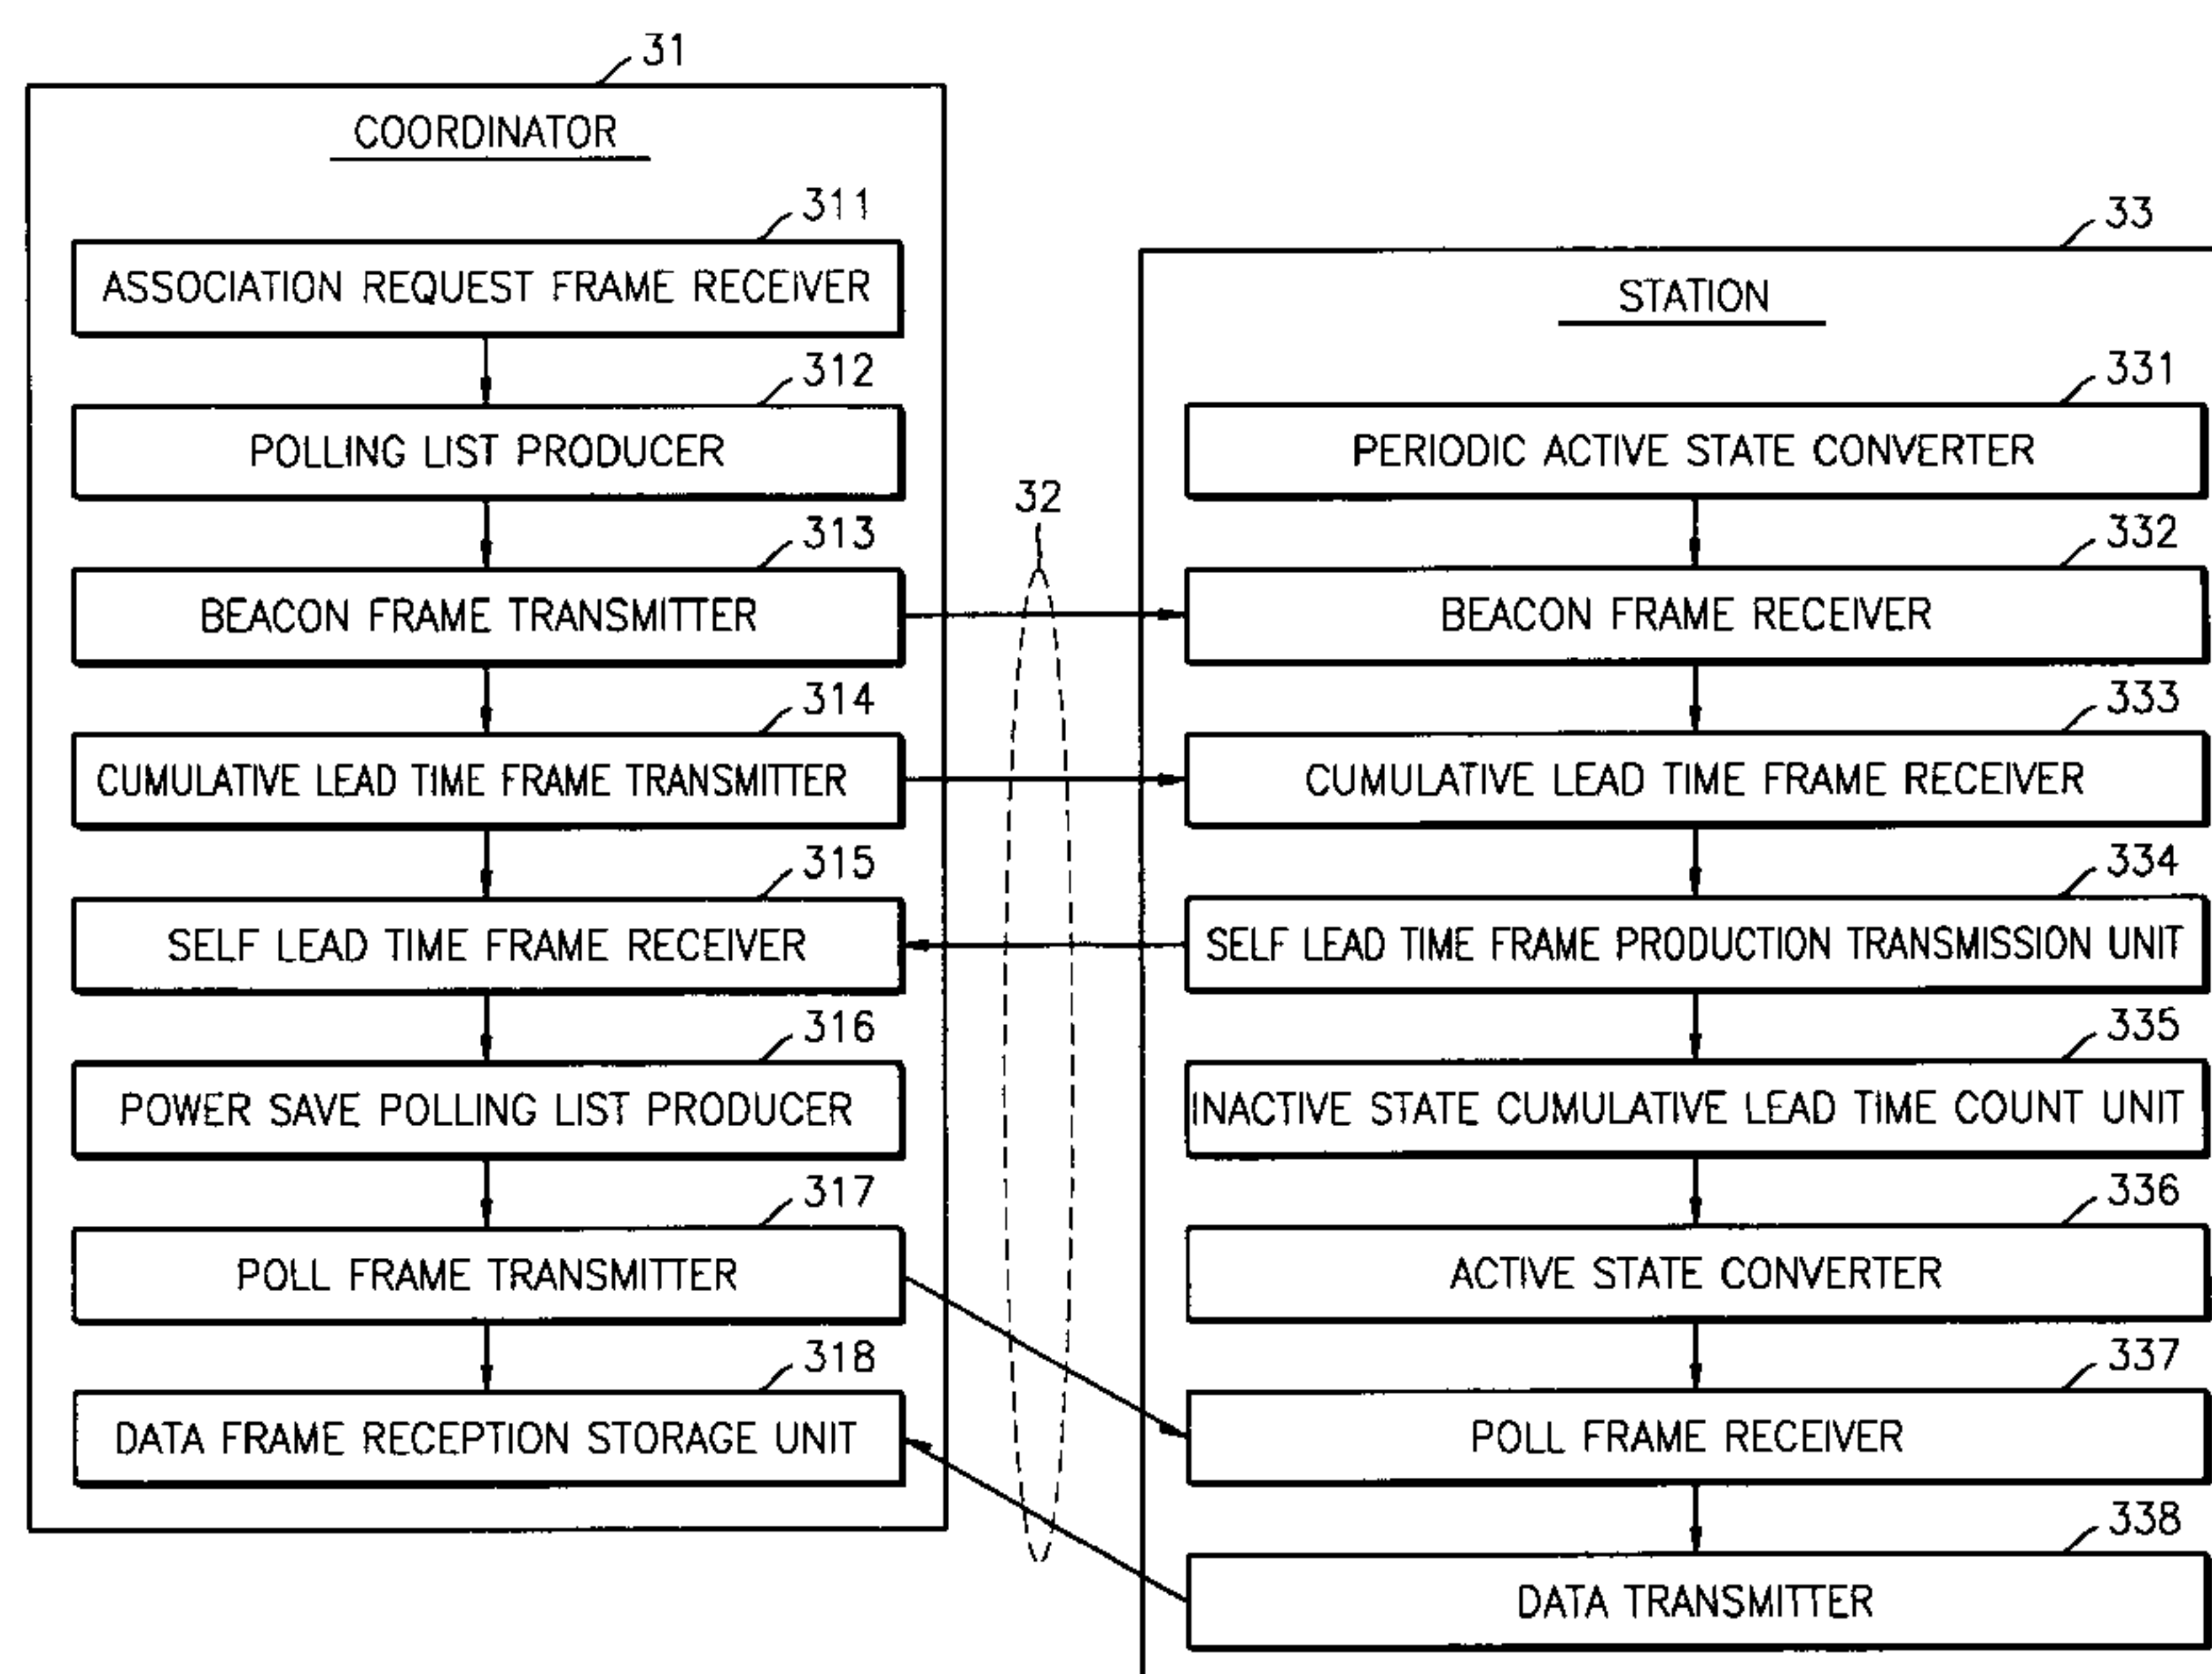 31
COORDINATOR
311
ASSOCIATION REQUEST FRAME RECEIVER
312
POLLING LIST PRODUCER
313
BEACON FRAME TRANSMITTER
314
CUMULATIVE LEAD TIME FRAME TRANSMITTER
315
SELF LEAD TIME FRAME RECEIVER
316
POWER SAVE POLLING LIST PRODUCER
317
POLL FRAME TRANSMITTER
318
DATA FRAME RECEPTION STORAGE UNIT
32
33
STATION
331
PERIODIC ACTIVE STATE CONVERTER
332
BEACON FRAME RECEIVER
333
CUMULATIVE LEAD TIME FRAME RECEIVER
334
SELF LEAD TIME FRAME PRODUCTION TRANSMISSION UNIT
335
INACTIVE STATE CUMULATIVE LEAD TIME COUNT UNIT
336
ACTIVE STATE CONVERTER
337
POLL FRAME RECEIVER
338
DATA TRANSMITTER